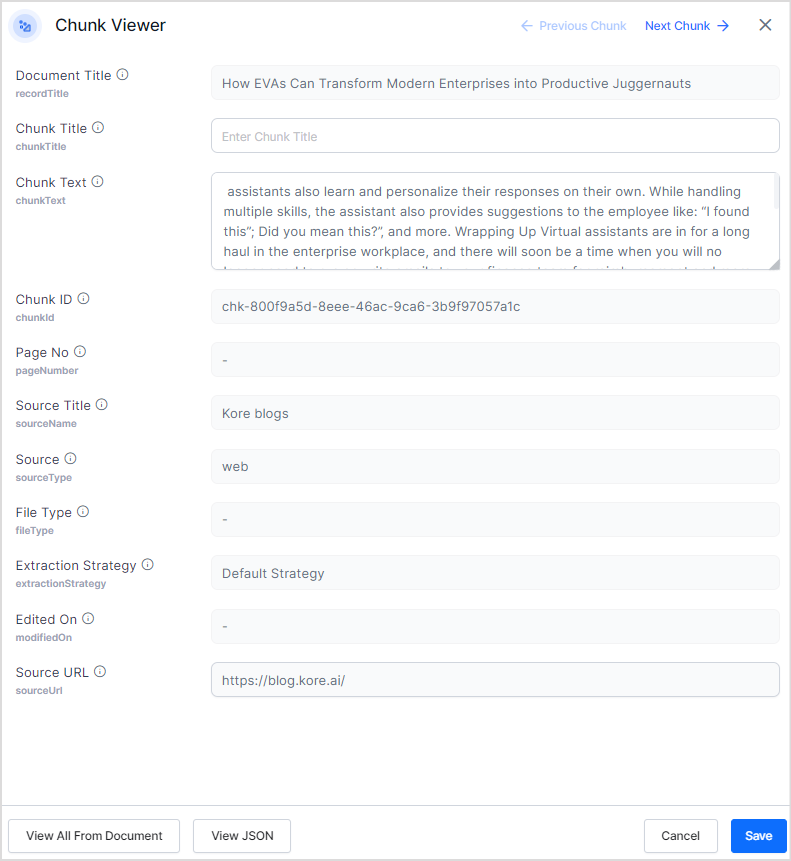 Chunk Viewer
Previous Chunk
Next Chunk
Document Title
recordTitle
How EVAs Can Transform Modern Enterprises into Productive Juggernauts
Chunk Title
chunkTitle
Enter Chunk Title
Chunk Text
chunkText
assistants also learn and personalize their responses on their own. While handling
multiple skills, the assistant also provides suggestions to the employee like: “I found
this”; Did you mean this?”, and more. Wrapping Up Virtual assistants are in for a long
haul in the enterprise workplace, and there will soon be a time when you will no
Chunk ID
chunkId
chk-800f9a5d-8eee-46ac-9ca6-3b9f97057a1c
Page No
pageNumber
-
Source Title
sourceName
Kore blogs
Source
sourceType
web
File Type
fileType
-
Extraction Strategy
extractionStrategy
Default Strategy
Edited On
modifiedOn
-
Source URL
sourceUrl
https://blog.kore.ai/
View All From Document
View JSON
Cancel
Save